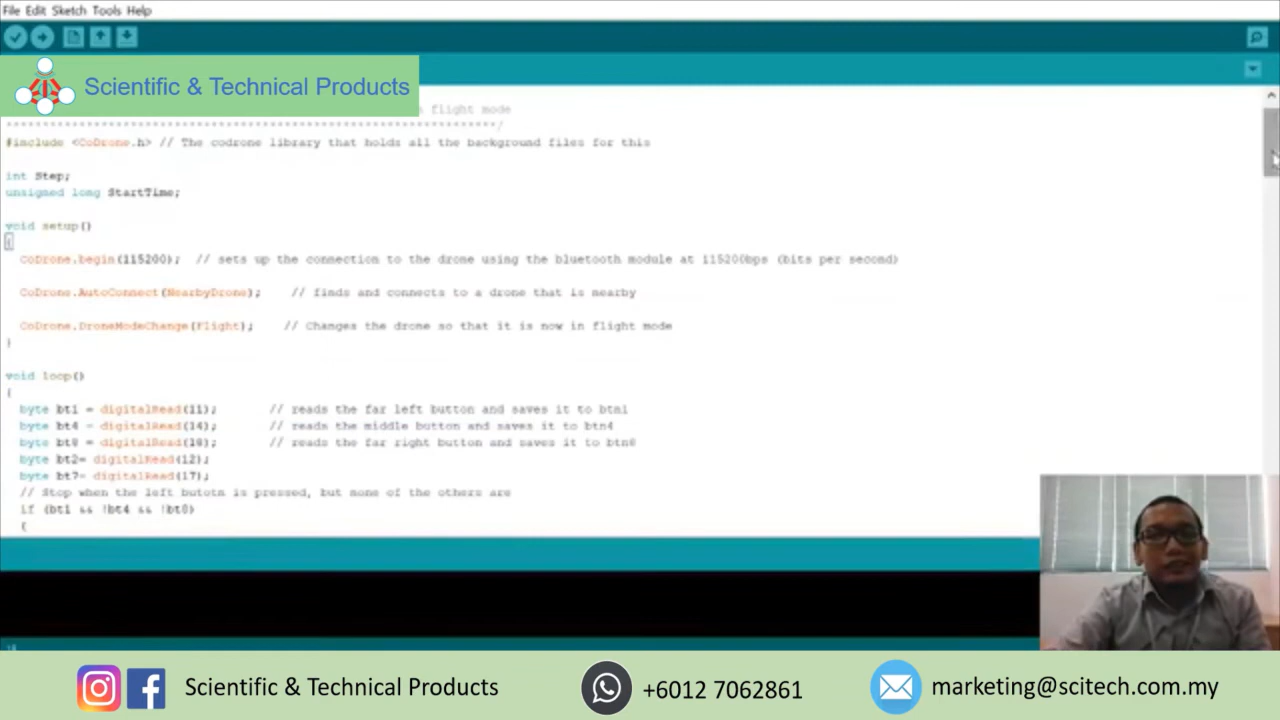 File Edit Sketch Tools Help
Scientific & Technical Products
n flight mode
*********************************************************************/
#include <CoDrone.h> // The codrone library that holds all the background files for this
int Step;
unsigned long StartTime;
void setup()
{
CoDrone.begin(115200); // sets up the connection to the drone using the bluetooth module at 115200bps (bits per second)
CoDrone.AutoConnect(NearbyDrone); // finds and connects to a drone that is nearby
CoDrone.DroneModeChange(Flight); // Changes the drone so that it is now in flight mode
}
void loop()
{
byte bt1 = digitalRead(11); // reads the far left button and saves it to btn1
byte bt4 = digitalRead(14); // reads the middle button and saves it to btn4
byte bt8 = digitalRead(18); // reads the far right button and saves it to btn8
byte bt2= digitalRead(12);
byte bt7= digitalRead(17);
// Stop when the left butotn is pressed, but none of the others are
if (bt1 && !bt4 && !bt8)
{
Scientific & Technical Products
+6012 7062861
marketing@scitech.com.my